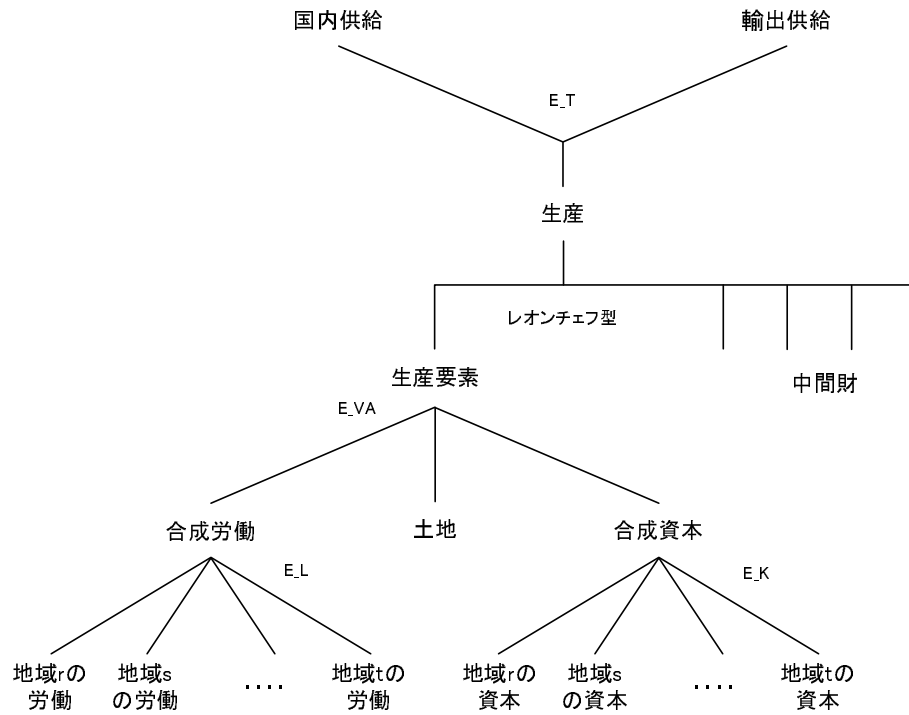 国内供給
輸出供給
E_T
生産
レオンチェフ型
生産要素
中間財
E_VA
合成労働
土地
合成資本
E_L
E_K
地域rの
労働
地域s
の労働
····
地域tの
労働
地域rの
資本
地域s
の資本
····
地域tの
資本